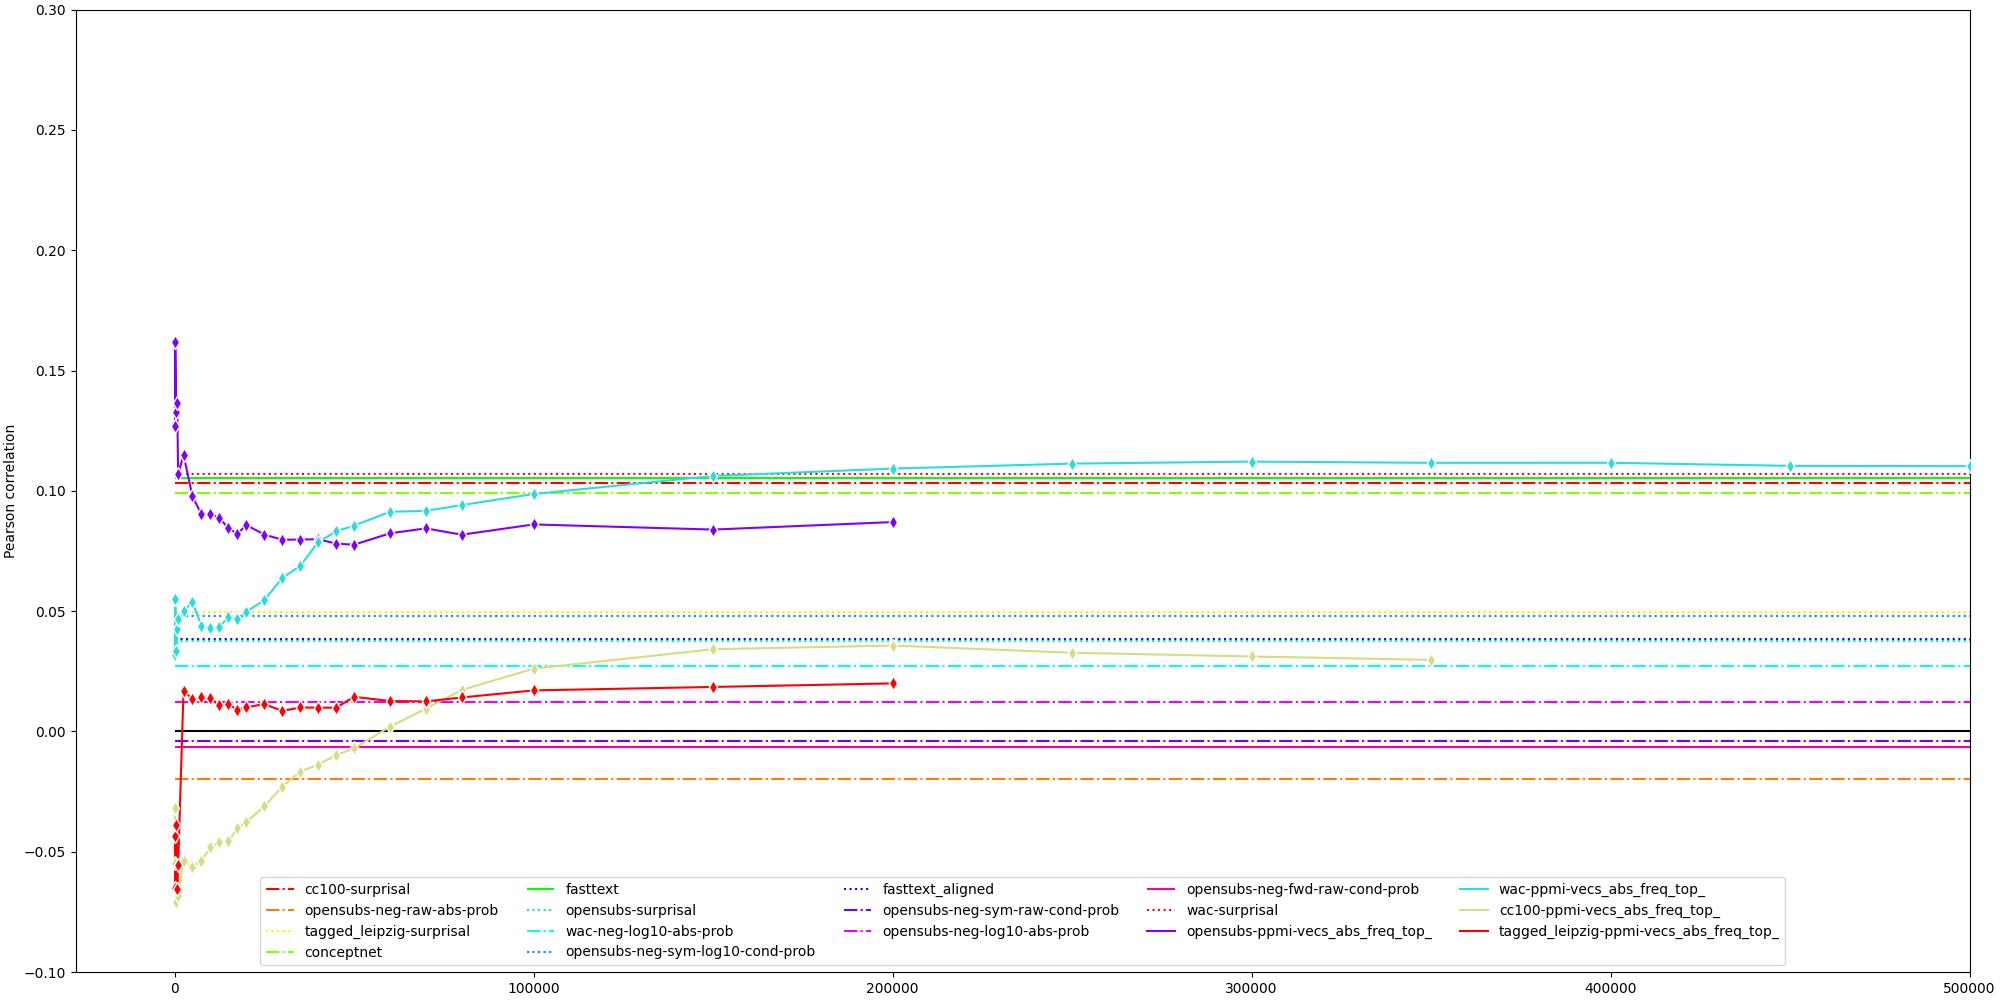 0.30
0.25
0.20
0.15
0.10
0.05
0.00
−0.05
−0.10
Pearson correlation
cc100-surprisal
opensubs-neg-raw-abs-prob
tagged_leipzig-surprisal
conceptnet
fasttext
opensubs-surprisal
wac-neg-log10-abs-prob
opensubs-neg-sym-log10-cond-prob
fasttext_aligned
opensubs-neg-sym-raw-cond-prob
opensubs-neg-log10-abs-prob
opensubs-neg-fwd-raw-cond-prob
wac-surprisal
opensubs-ppmi-vecs_abs_freq_top_
wac-ppmi-vecs_abs_freq_top_
cc100-ppmi-vecs_abs_freq_top_
tagged_leipzig-ppmi-vecs_abs_freq_top_
0 100000 200000 300000 400000 500000